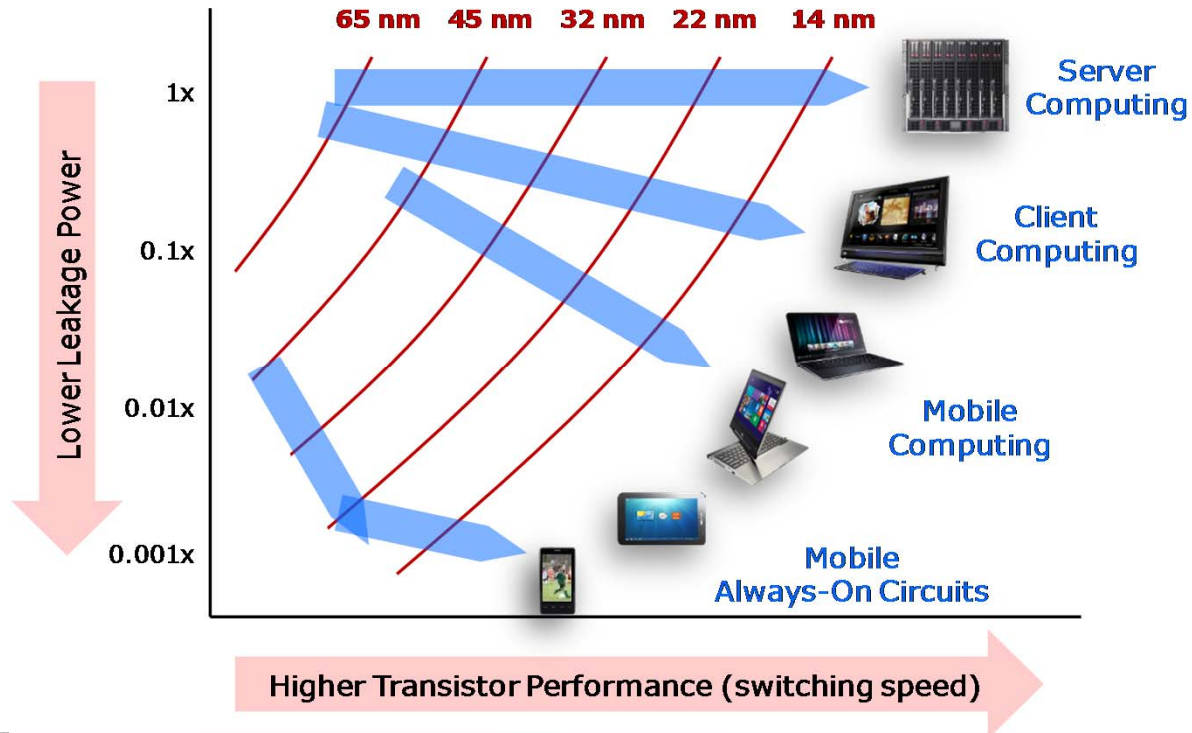 65 nm 45 nm 32 nm 22 nm 14 nm
1x
0.1x
0.01x
0.001x
Lower Leakage Power
Server
Computing
Client
Computing
Mobile
Computing
Mobile
Always-On Circuits
Higher Transistor Performance (switching speed)